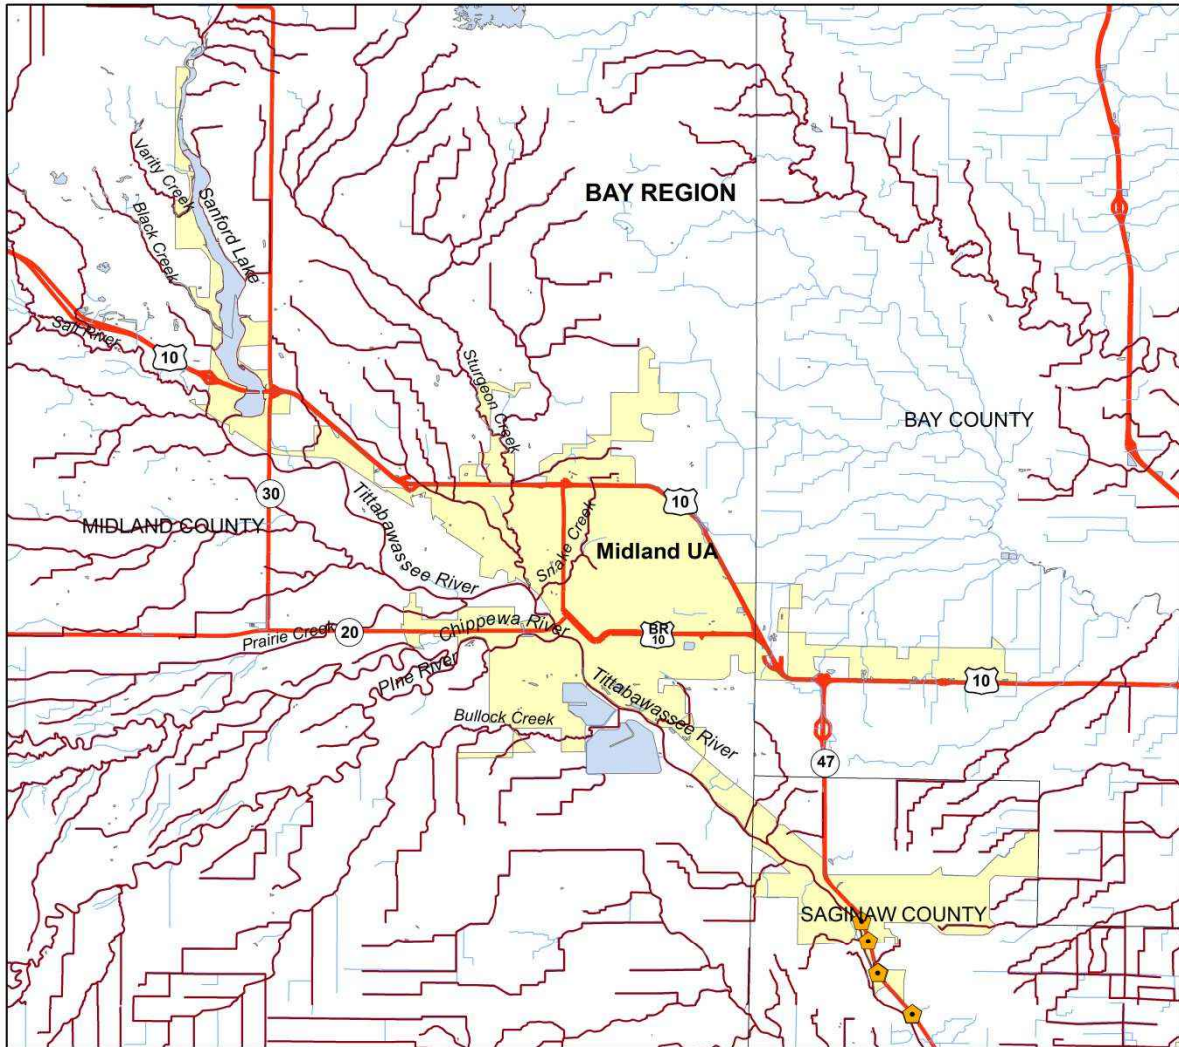 BAY REGION
Varity Creek
Black Creek
Sanford Lake
Salt River
10
Sturgeon Creek
BAY COUNTY
30
MIDLAND COUNTY
Tittabawassee River
10
Snake Creek
Midland UA
Prairie Creek
20
Chippewa River
BR
10
PIne River
10
Tittabawassee River
Bullock Creek
47
SAGINAW COUNTY